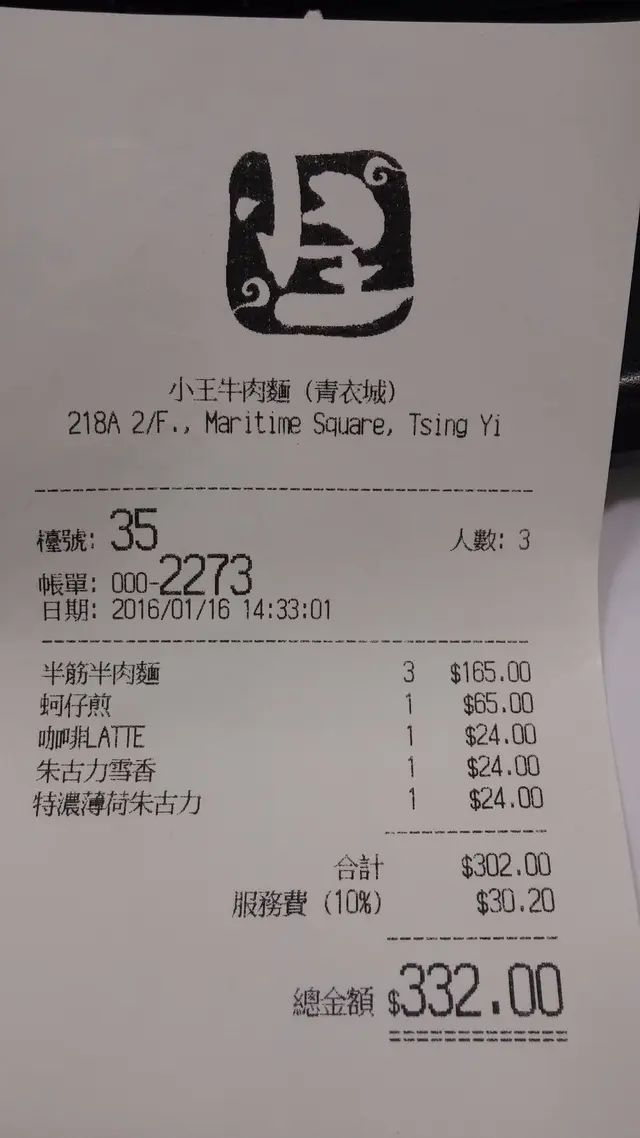 小王牛肉麵 (青衣城)
218A 2/F., Maritime Square, Tsing Yi
檯號: 35 人數: 3
帳單: 000-2273
日期: 2016/01/16 14:33:01
半筋半肉麵 3 $165.00
蚵仔煎 1 $65.00
咖啡LATTE 1 $24.00
朱古力雪香 1 $24.00
特濃薄荷朱古力 1 $24.00
合計 $302.00
服務費 (10%) $30.20
總金額 $332.00